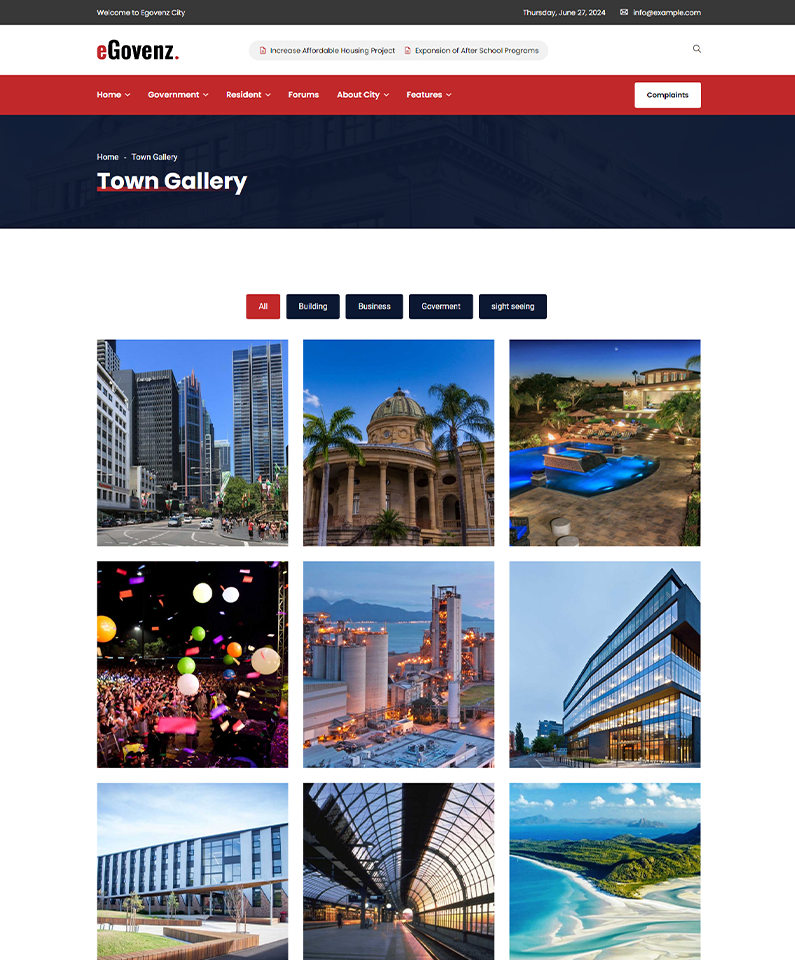 Welcome to Egovenz City
Thursday, June 27, 2024
info@example.com
eGovenz.
Increase Affordable Housing Project
Expansion of After School Programs
Home
Government
Resident
Forums
About City
Features
Complaints
Home - Town Gallery
Town Gallery
All
Building
Business
Goverment
sight seeing